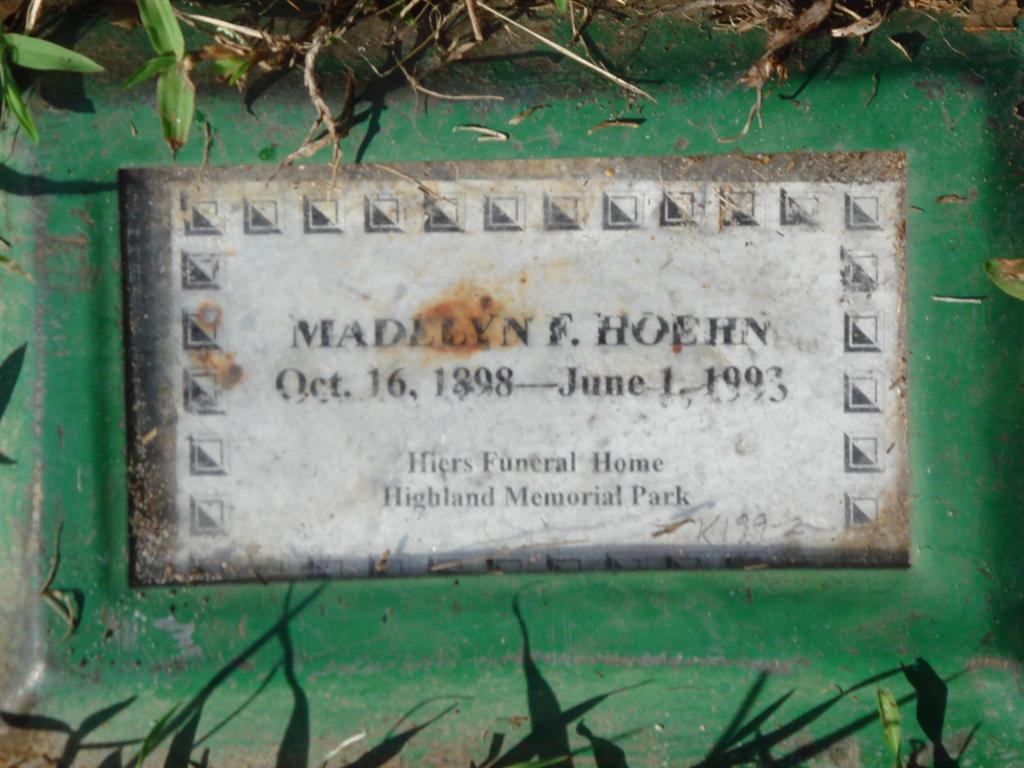 MADELYN F. HOEHN
Oct. 16, 1898—June 1, 1993
Hiers Funeral Home
Highland Memorial Park
K199-2